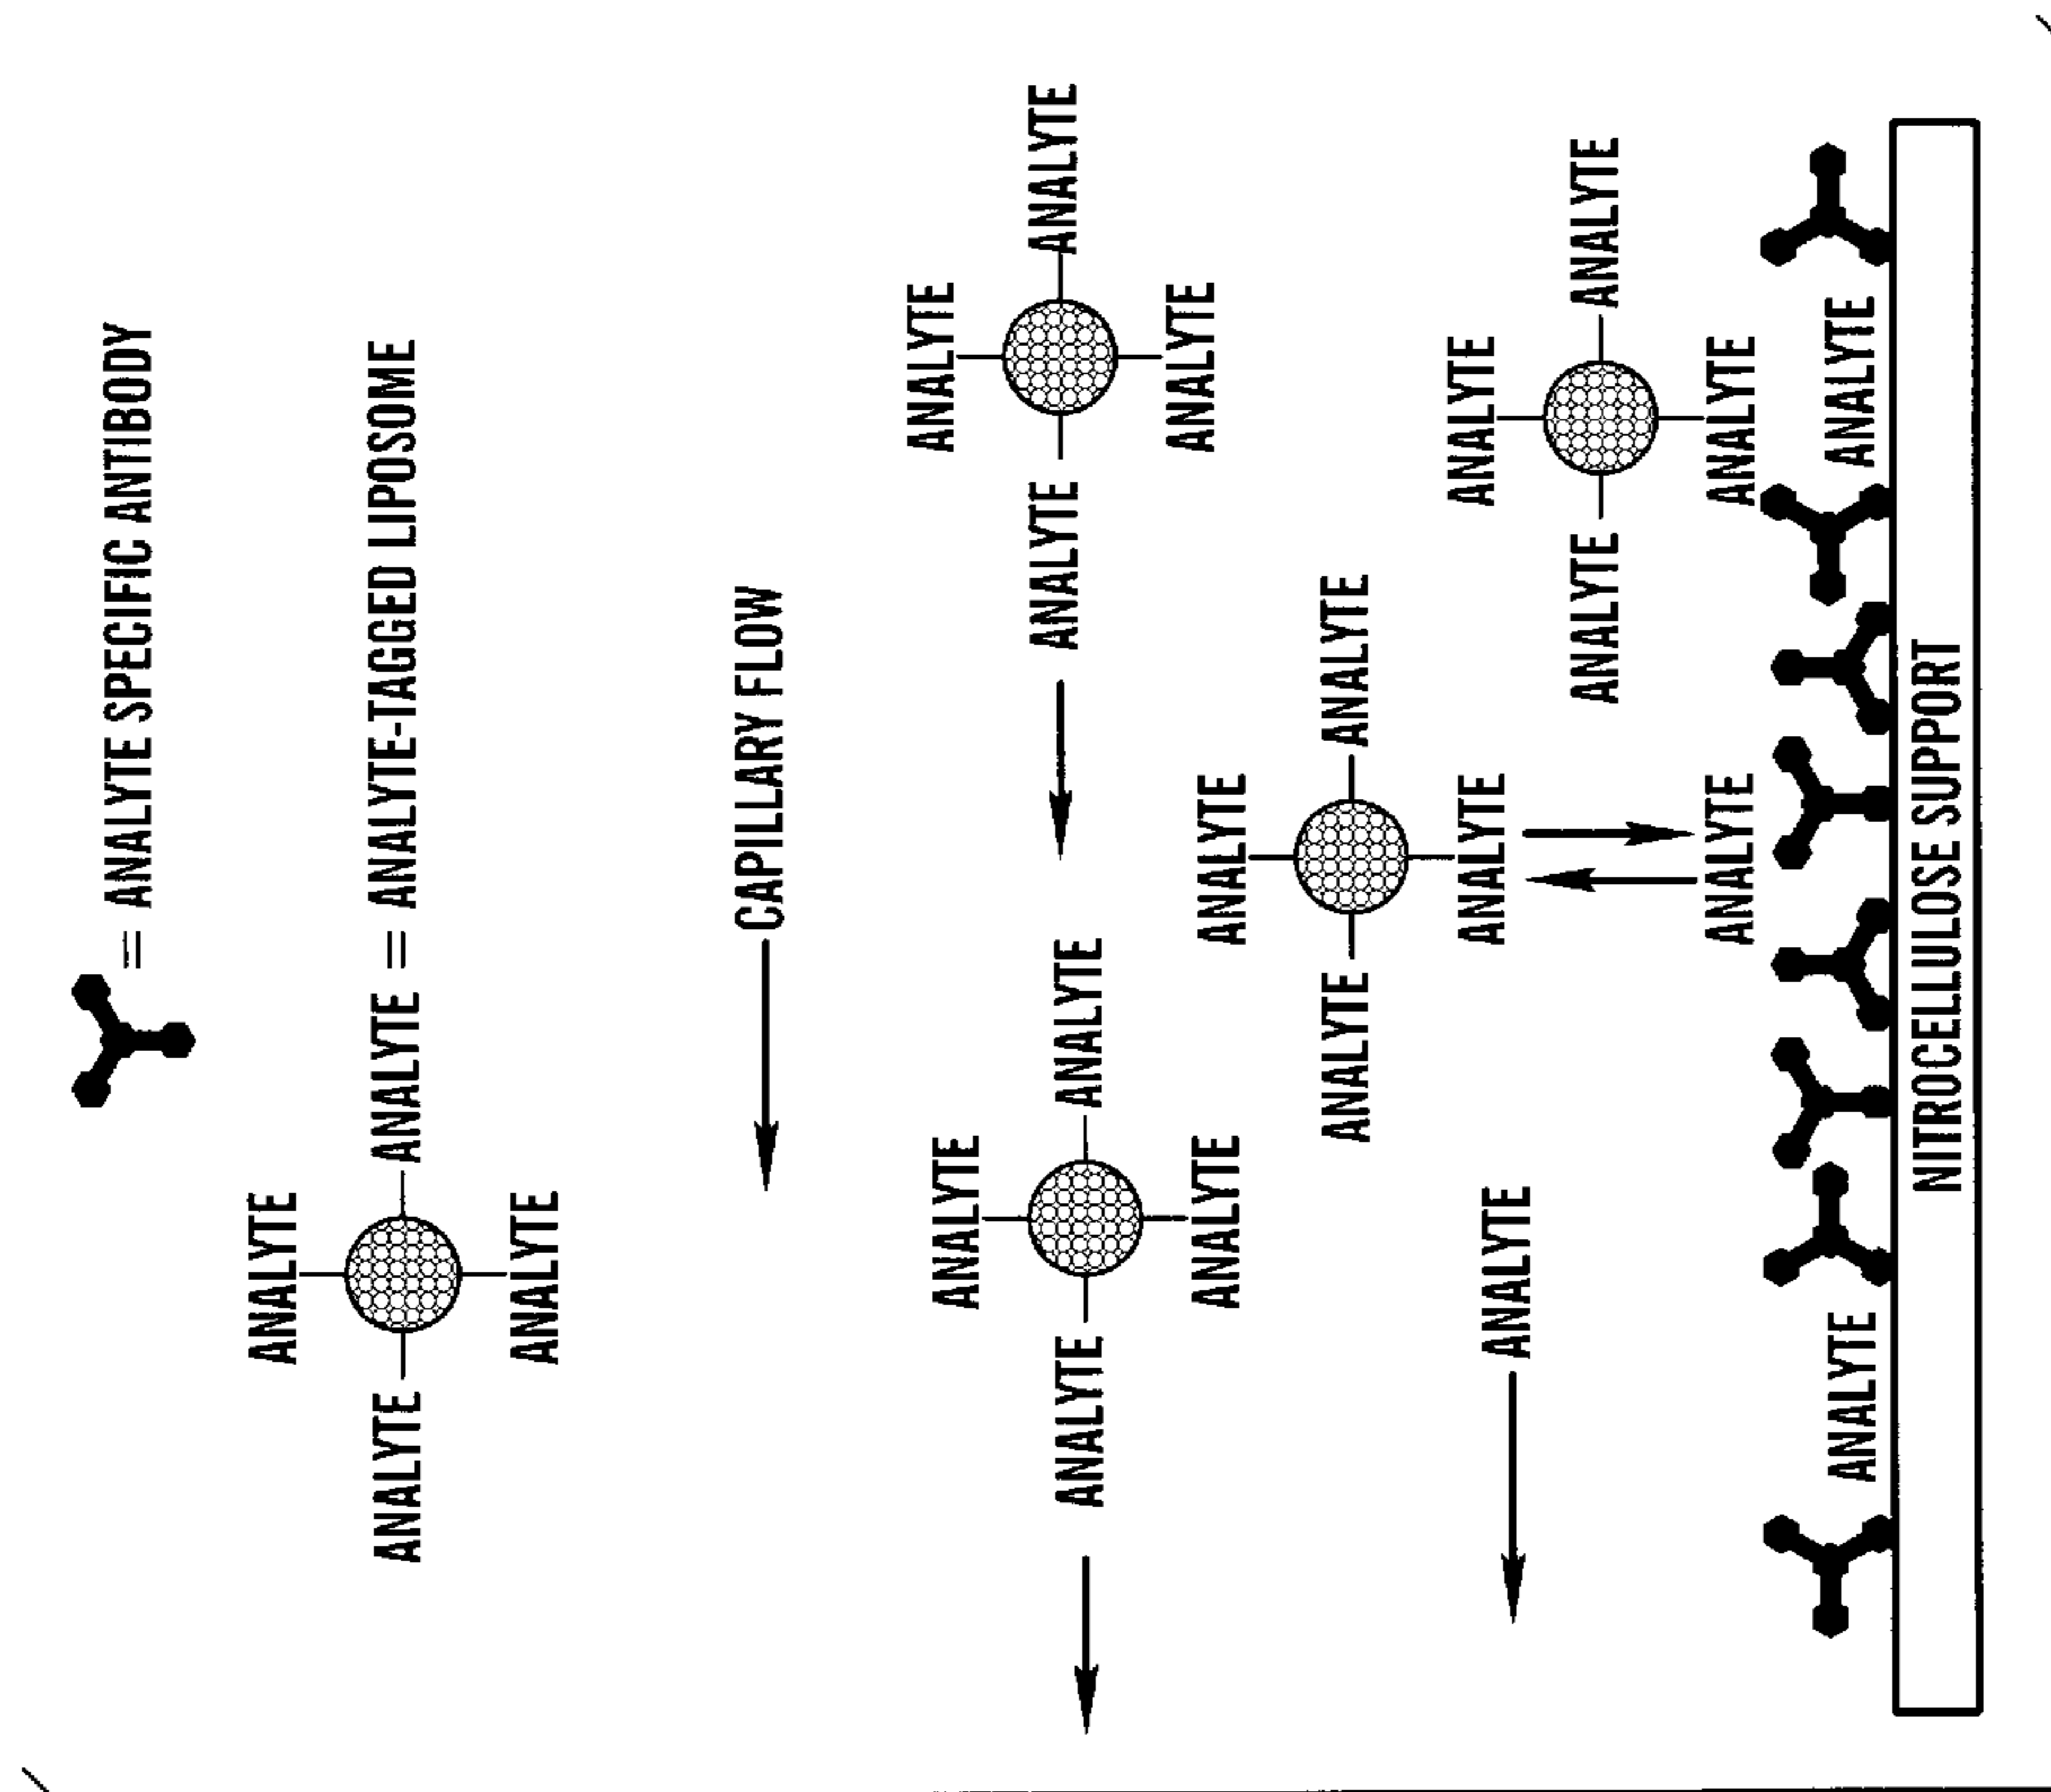 = ANALYTE SPECIFIC ANTIBODY
ANALYTE
ANALYTE ANALYTE = ANALYTE-TAGGED LIPOSOME
ANALYTE
CAPILLARY FLOW
ANALYTE ANALYTE
ANALYTE ANALYTE ANALYTE ANALYTE
ANALYTE ANALYTE ANALYTE
ANALYTE ANALYTE
ANALYTE ANALYTE ANALYTE
ANALYTE ANALYTE
ANALYTE ANALYTE
ANALYTE ANALYTE
NITROCELLULOSE SUPPORT